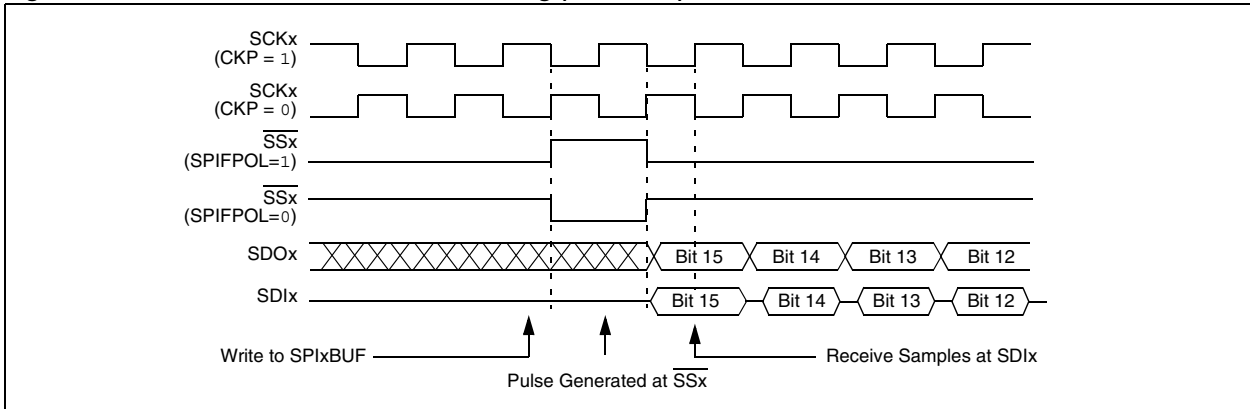 SCKx
(CKP = 1)
SCKx
(CKP = 0)
SSx
(SPIFPOL=1)
SSx
(SPIFPOL=0)
SDOx Bit 15 Bit 14 Bit 13 Bit 12
SDIx Bit 15 Bit 14 Bit 13 Bit 12
Write to SPIxBUF Receive Samples at SDIx
Pulse Generated at SSx